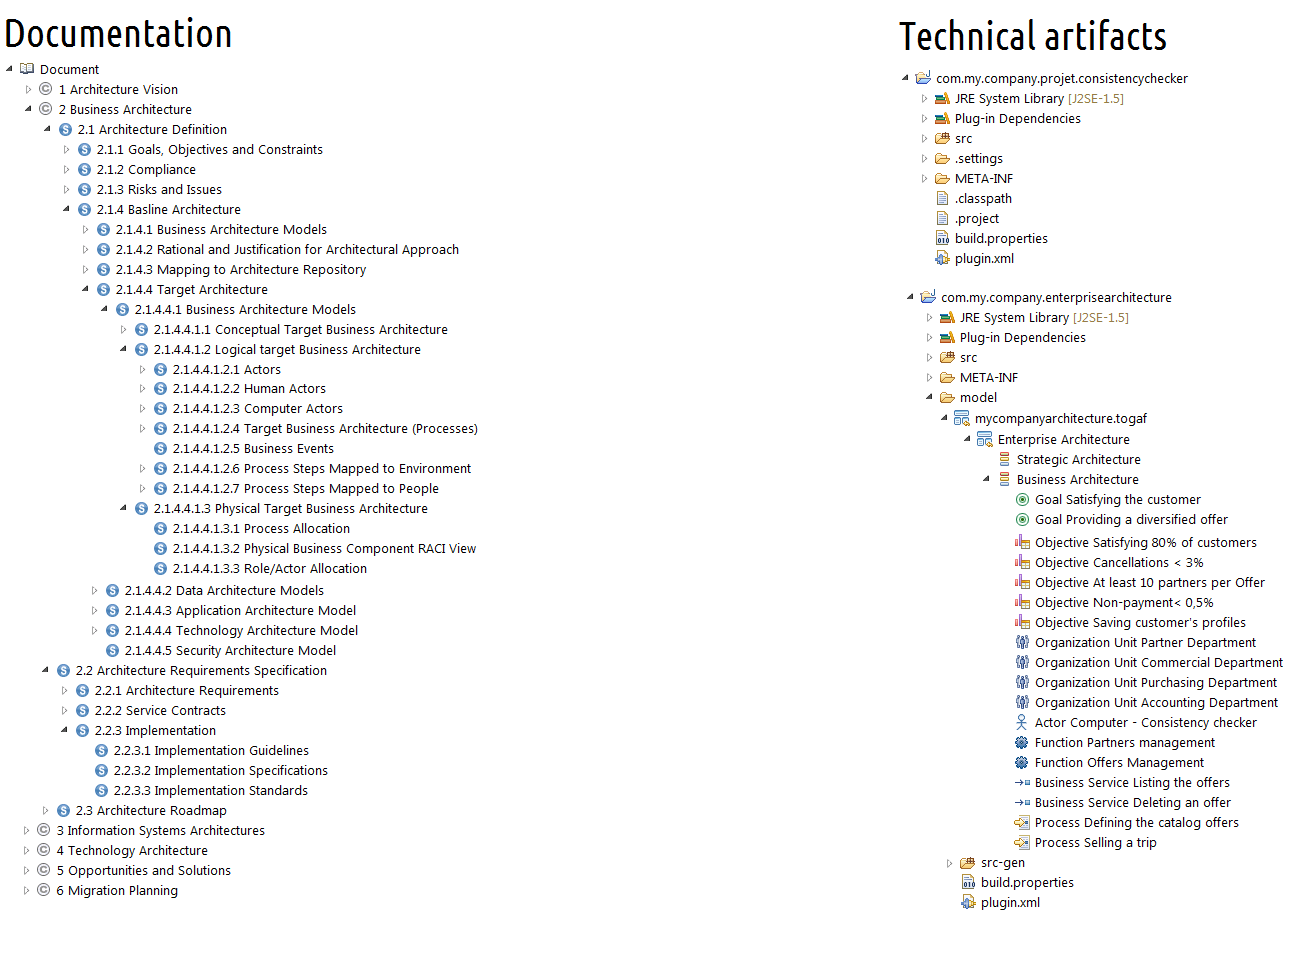 Documentation
Document
1 Architecture Vision
2 Business Architecture
2.1 Architecture Definition
2.1.1 Goals, Objectives and Constraints
2.1.2 Compliance
2.1.3 Risks and Issues
2.1.4 Basline Architecture
2.1.4.1 Business Architecture Models
2.1.4.2 Rational and Justification for Architectural Approach
2.1.4.3 Mapping to Architecture Repository
2.1.4.4 Target Architecture
2.1.4.4.1 Business Architecture Models
2.1.4.4.1.1 Conceptual Target Business Architecture
2.1.4.4.1.2 Logical target Business Architecture
2.1.4.4.1.2.1 Actors
2.1.4.4.1.2.2 Human Actors
2.1.4.4.1.2.3 Computer Actors
2.1.4.4.1.2.4 Target Business Architecture (Processes)
2.1.4.4.1.2.5 Business Events
2.1.4.4.1.2.6 Process Steps Mapped to Environment
2.1.4.4.1.2.7 Process Steps Mapped to People
2.1.4.4.1.3 Physical Target Business Architecture
2.1.4.4.1.3.1 Process Allocation
2.1.4.4.1.3.2 Physical Business Component RACI View
2.1.4.4.1.3.3 Role/Actor Allocation
2.1.4.4.2 Data Architecture Models
2.1.4.4.3 Application Architecture Model
2.1.4.4.4 Technology Architecture Model
2.1.4.4.5 Security Architecture Model
2.2 Architecture Requirements Specification
2.2.1 Architecture Requirements
2.2.2 Service Contracts
2.2.3 Implementation
2.2.3.1 Implementation Guidelines
2.2.3.2 Implementation Specifications
2.2.3.3 Implementation Standards
2.3 Architecture Roadmap
3 Information Systems Architectures
4 Technology Architecture
5 Opportunities and Solutions
6 Migration Planning
Technical artifacts
com.my.company.projet.consistencychecker
JRE System Library [J2SE-1.5]
Plug-in Dependencies
src
.settings
META-INF
.classpath
.project
build.properties
plugin.xml
com.my.company.enterprisearchitecture
JRE System Library [J2SE-1.5]
Plug-in Dependencies
src
META-INF
model
mycompanyarchitecture.togaf
Enterprise Architecture
Strategic Architecture
Business Architecture
Goal Satisfying the customer
Goal Providing a diversified offer
Objective Satisfying 80% of customers
Objective Cancellations < 3%
Objective At least 10 partners per Offer
Objective Non-payment< 0,5%
Objective Saving customer's profiles
Organization Unit Partner Department
Organization Unit Commercial Department
Organization Unit Purchasing Department
Organization Unit Accounting Department
Actor Computer - Consistency checker
Function Partners management
Function Offers Management
Business Service Listing the offers
Business Service Deleting an offer
Process Defining the catalog offers
Process Selling a trip
src-gen
build.properties
plugin.xml